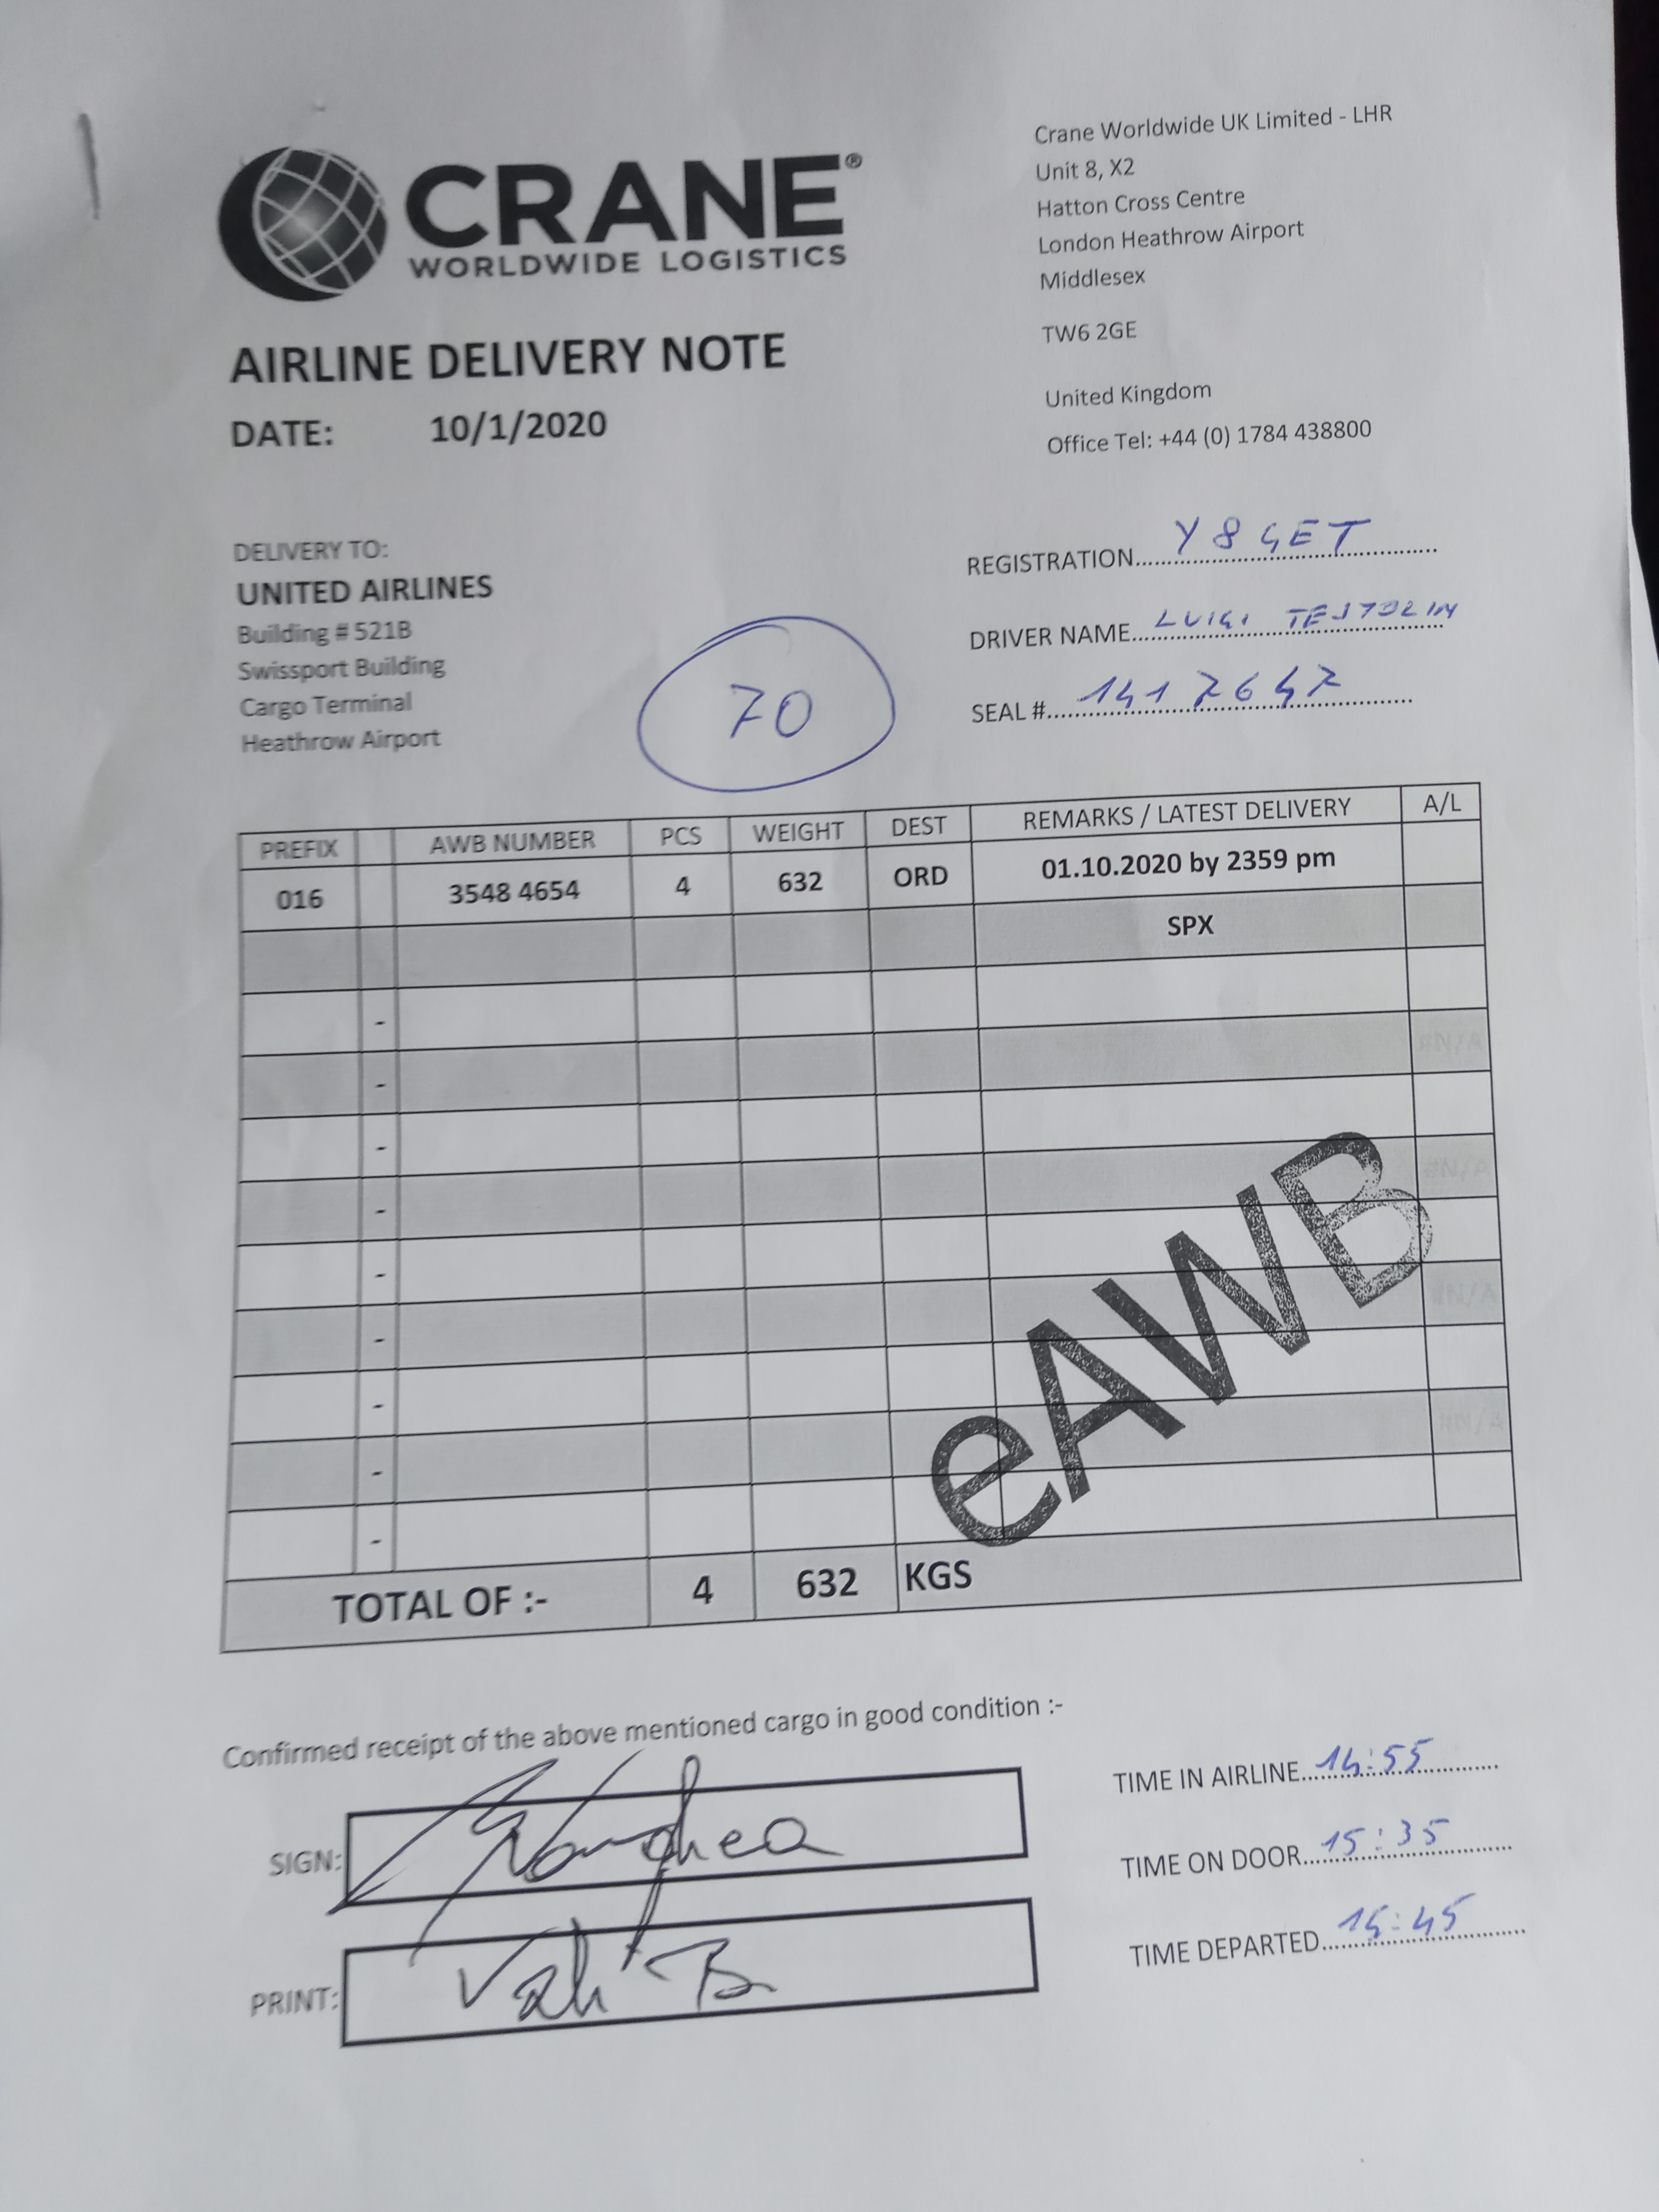 CRANE®
WORLDWIDE LOGISTICS
Crane Worldwide UK Limited - LHR
Unit 8, X2
Hatton Cross Centre
London Heathrow Airport
Middlesex
TW6 2GE
United Kingdom
Office Tel: +44 (0) 1784 438800
AIRLINE DELIVERY NOTE
DATE: 10/1/2020
DELIVERY TO:
UNITED AIRLINES
Building # 521B
Swissport Building
Cargo Terminal
Heathrow Airport
70
REGISTRATION Y8GET
DRIVER NAME LUIGI TESTOLIN
SEAL # 1417647
PREFIX AWB NUMBER PCS WEIGHT DEST REMARKS / LATEST DELIVERY A/L
016 3548 4654 4 632 ORD 01.10.2020 by 2359 pm
SPX
-
- #N/A
-
- #N/A
-
- #N/A
-
- #N/A
-
eAWB
TOTAL OF :- 4 632 KGS
Confirmed receipt of the above mentioned cargo in good condition :-
SIGN:
PRINT:
TIME IN AIRLINE 14:55
TIME ON DOOR 15:35
TIME DEPARTED 15:45